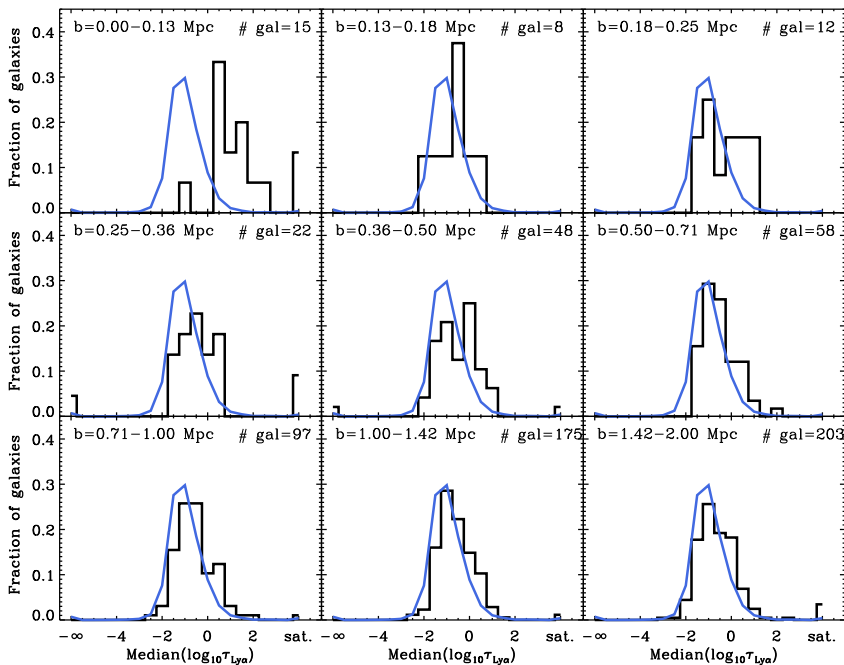 b=0.00−0.13 Mpc # gal=15
b=0.13−0.18 Mpc # gal=8
b=0.18−0.25 Mpc # gal=12
Fraction of galaxies
0.4
0.3
0.2
0.1
0.0
b=0.25−0.36 Mpc # gal=22
b=0.36−0.50 Mpc # gal=48
b=0.50−0.71 Mpc # gal=58
Fraction of galaxies
0.4
0.3
0.2
0.1
0.0
b=0.71−1.00 Mpc # gal=97
b=1.00−1.42 Mpc # gal=175
b=1.42−2.00 Mpc # gal=203
Fraction of galaxies
0.4
0.3
0.2
0.1
0.0
−∞ −4 −2 0 2 sat.
−∞ −4 −2 0 2 sat.
−∞ −4 −2 0 2 sat.
Median(log₁₀τ_Lyα)
Median(log₁₀τ_Lyα)
Median(log₁₀τ_Lyα)